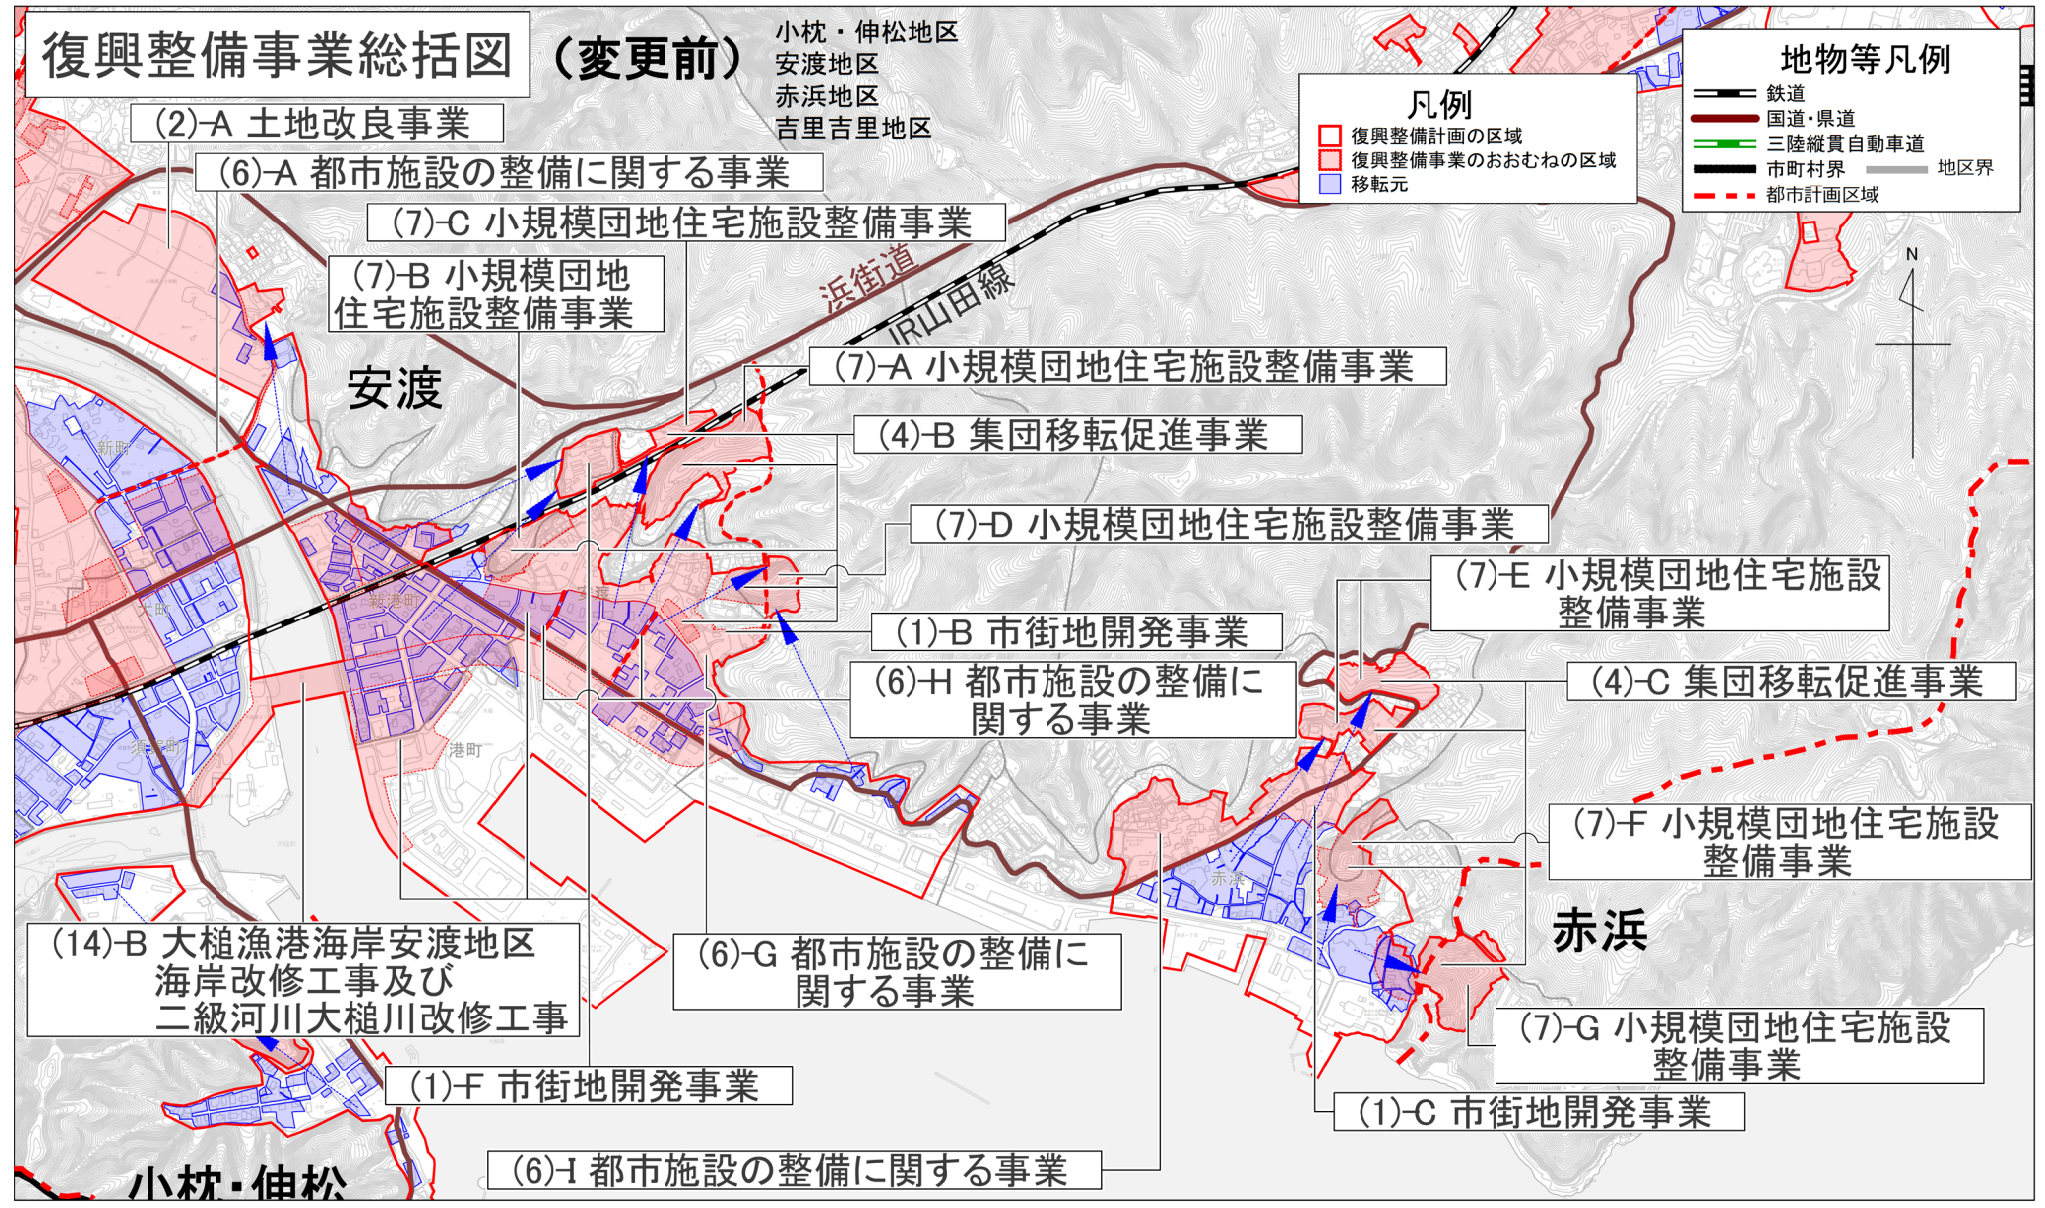 復興整備事業総括図
（変更前）
小枕・伸松地区
安渡地区
赤浜地区
吉里吉里地区
凡例
復興整備計画の区域
復興整備事業のおおむねの区域
移転元
地物等凡例
鉄道
国道・県道
三陸縦貫自動車道
市町村界
地区界
都市計画区域
N
(2)-A 土地改良事業
(6)-A 都市施設の整備に関する事業
(7)-C 小規模団地住宅施設整備事業
(7)-B 小規模団地
住宅施設整備事業
浜街道
JR山田線
安渡
(7)-A 小規模団地住宅施設整備事業
(4)-B 集団移転促進事業
新町
(7)-D 小規模団地住宅施設整備事業
(7)-E 小規模団地住宅施設
整備事業
大町
新港町
安渡
(1)-B 市街地開発事業
(6)-H 都市施設の整備に
関する事業
(4)-C 集団移転促進事業
須賀町
港町
(7)-F 小規模団地住宅施設
整備事業
赤浜
赤浜
(14)-B 大槌漁港海岸安渡地区
海岸改修工事及び
二級河川大槌川改修工事
(6)-G 都市施設の整備に
関する事業
(7)-G 小規模団地住宅施設
整備事業
(1)-F 市街地開発事業
(1)-C 市街地開発事業
(6)-I 都市施設の整備に関する事業
小枕・伸松